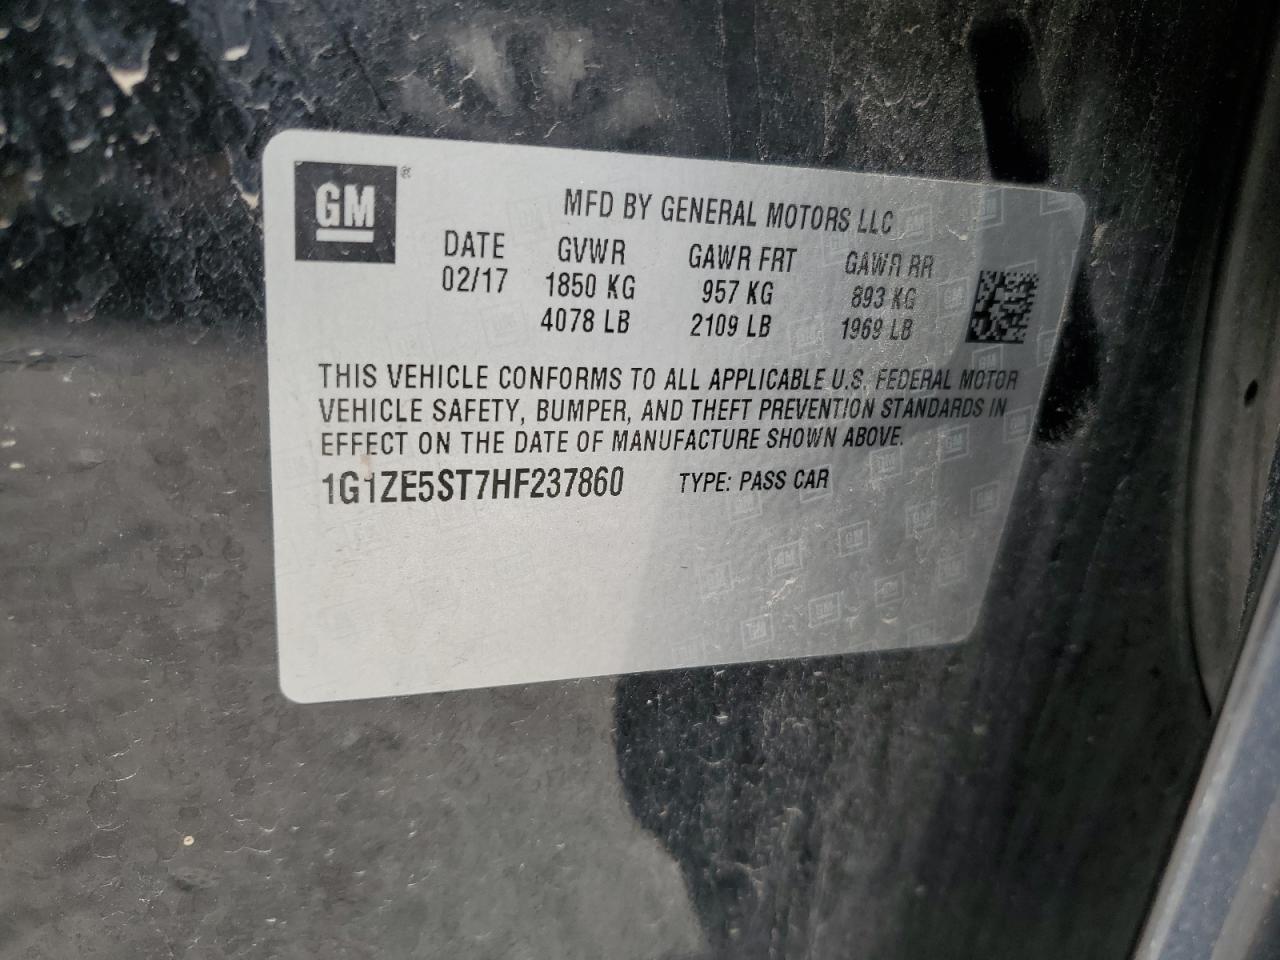 GM®
MFD BY GENERAL MOTORS LLC
DATE GVWR GAWR FRT GAWR RR
02/17 1850 KG 957 KG 893 KG
4078 LB 2109 LB 1969 LB
THIS VEHICLE CONFORMS TO ALL APPLICABLE U.S. FEDERAL MOTOR
VEHICLE SAFETY, BUMPER, AND THEFT PREVENTION STANDARDS IN
EFFECT ON THE DATE OF MANUFACTURE SHOWN ABOVE.
1G1ZE5ST7HF237860 TYPE: PASS CAR